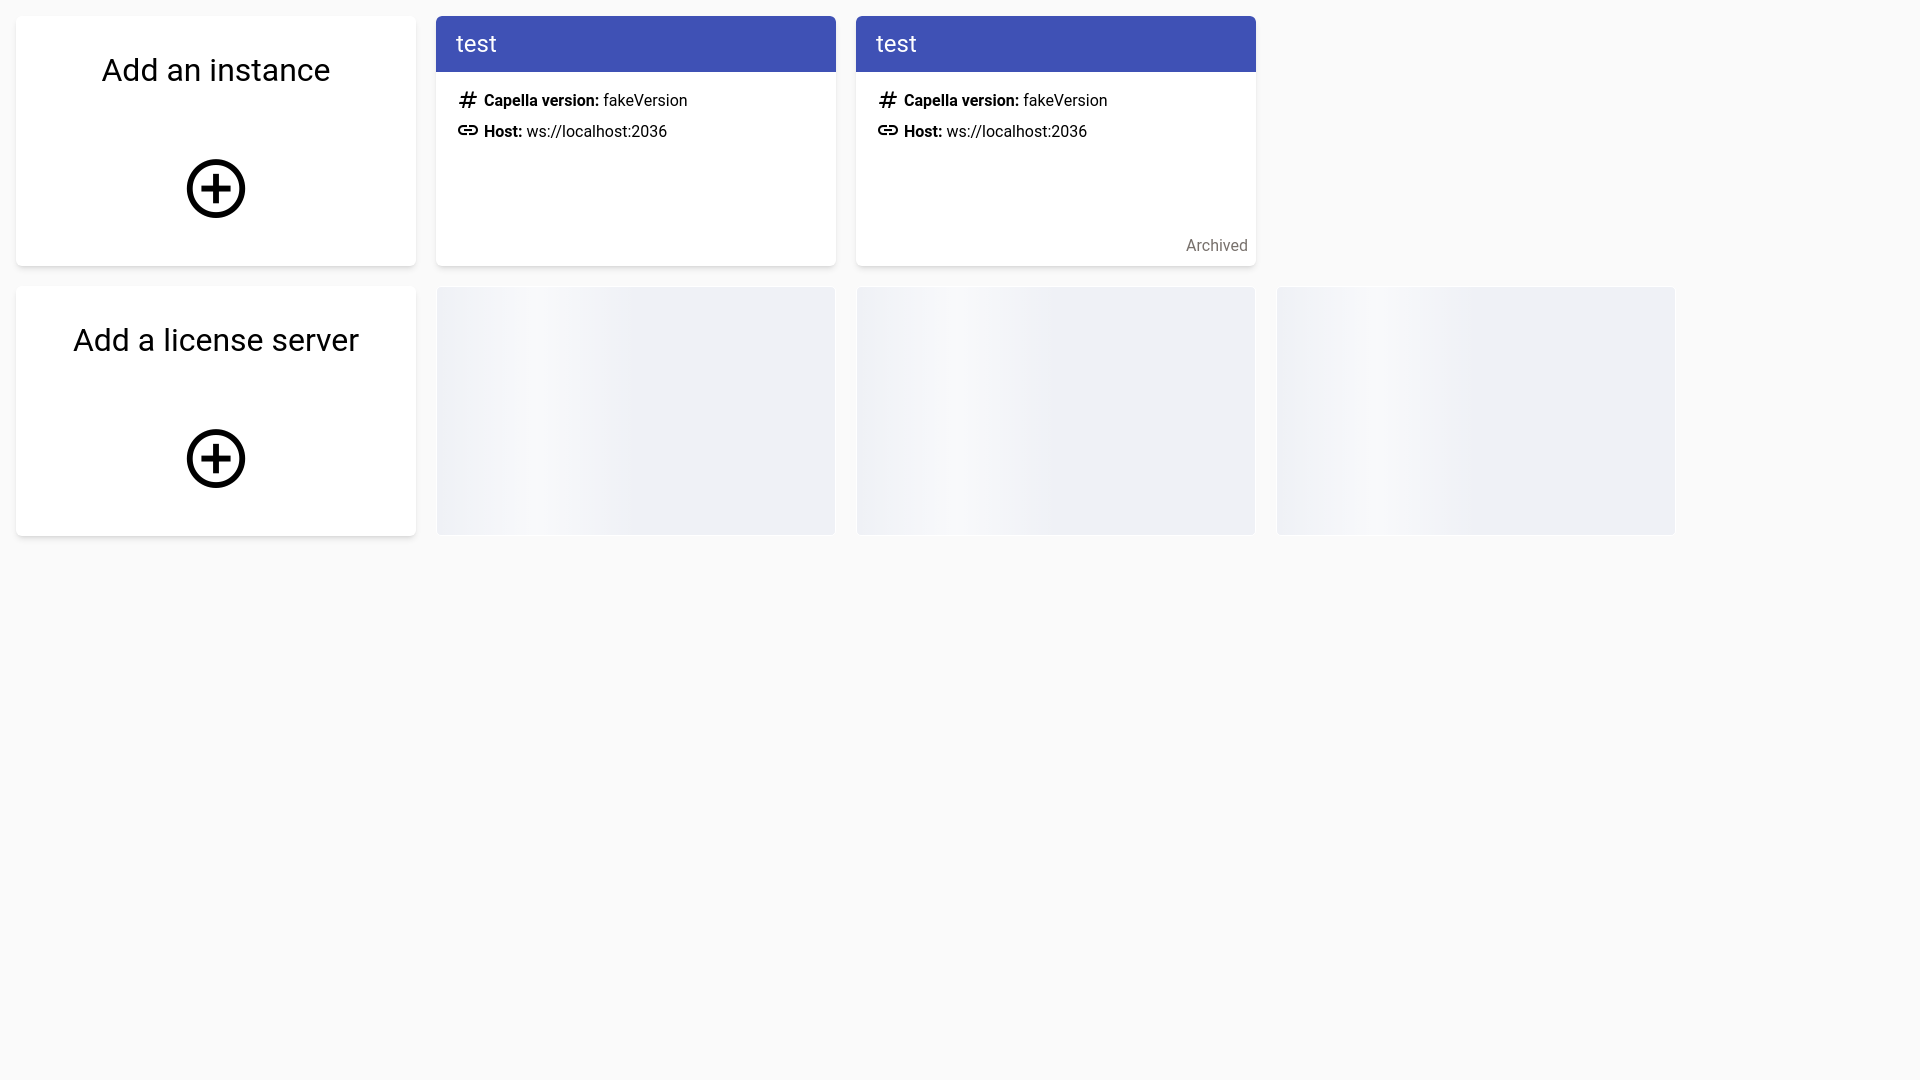 Add an instance
test
Capella version: fakeVersion
Host: ws://localhost:2036
test
Capella version: fakeVersion
Host: ws://localhost:2036
Archived
Add a license server